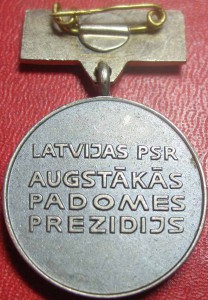 LATVIJAS PSR
AUGSTĀKĀS
PADOMES
PREZIDIJS